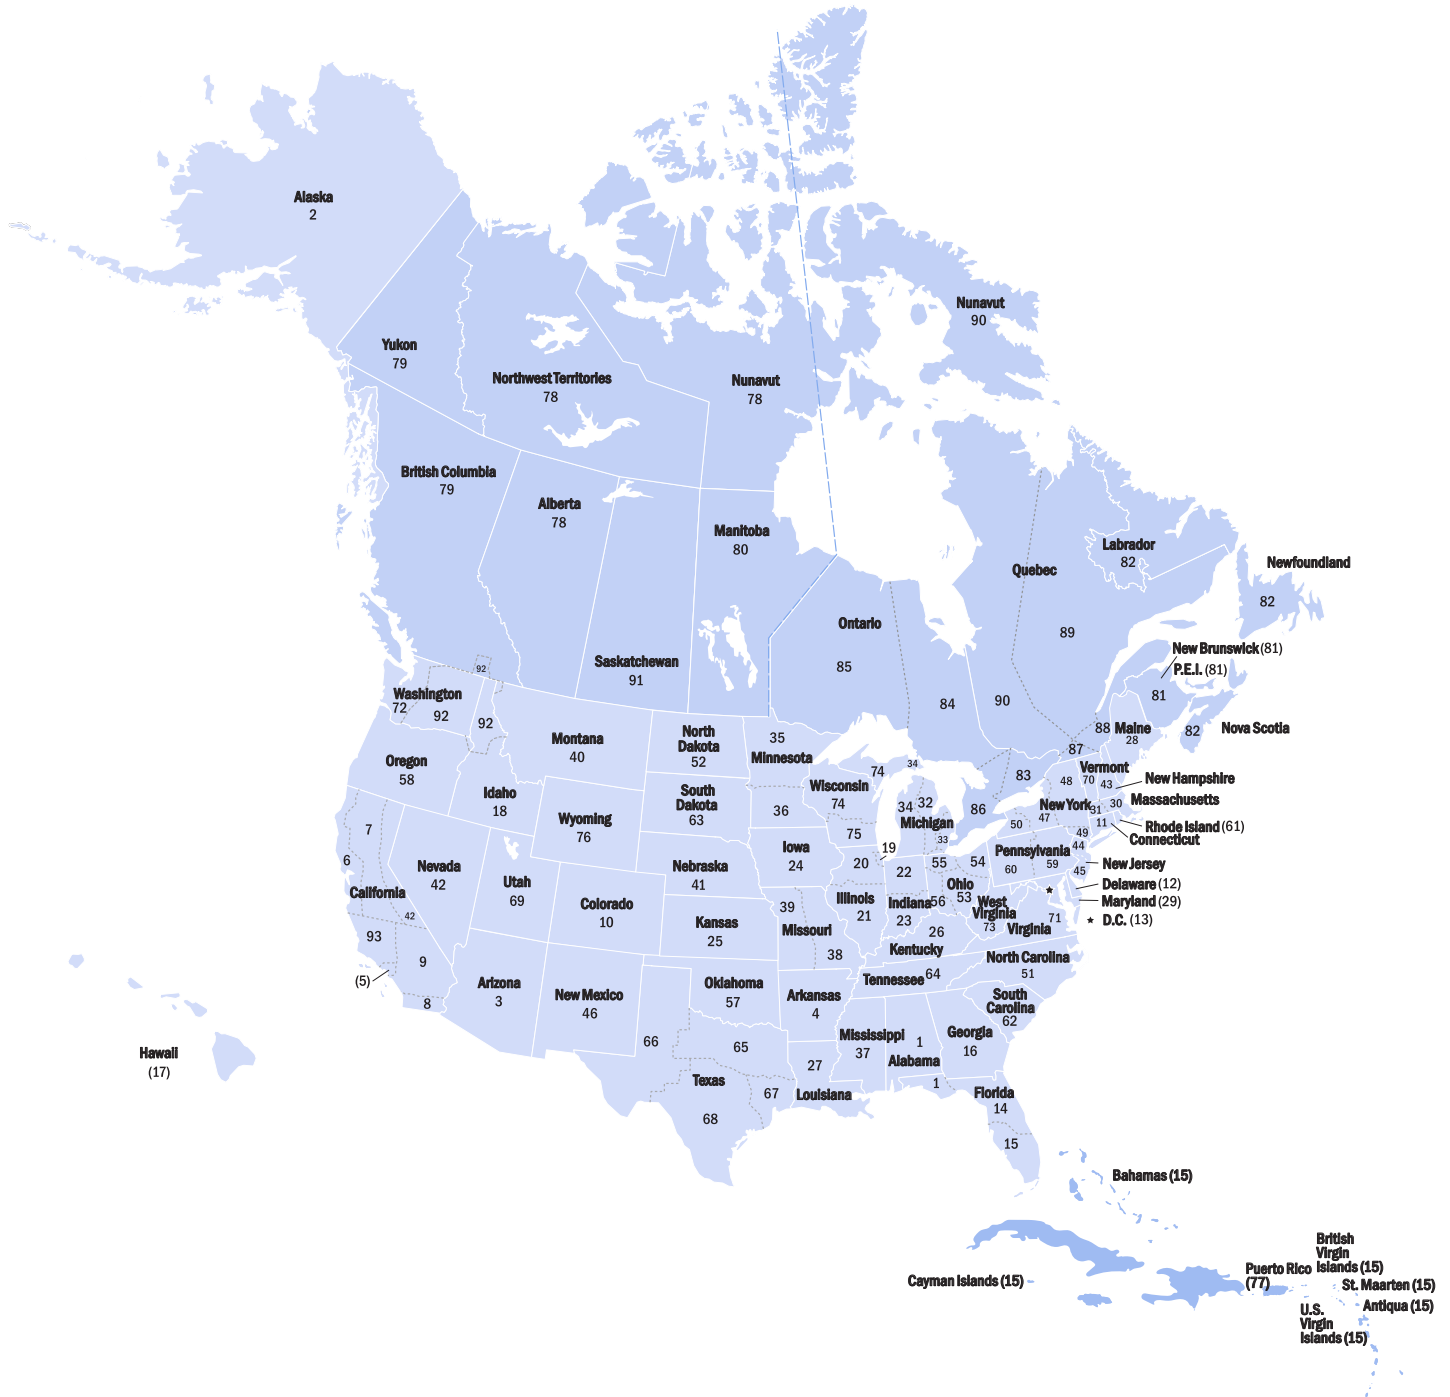 Alaska
2
Yukon
79
Northwest Territories
78
Nunavut
78
Nunavut
90
British Columbia
79
Alberta
78
Manitoba
80
Saskatchewan
91
Ontario
85
84
Quebec
89
90
Labrador
82
Newfoundland
82
New Brunswick (81)
P.E.I. (81)
81
Nova Scotia
82
88
87
83
86
92
Washington
72
92
92
Oregon
58
Idaho
18
Montana
40
North
Dakota
52
South
Dakota
63
35
Minnesota
36
Wisconsin
74
74
75
34
34
32
Michigan
33
Maine
28
Vermont
70
43
New Hampshire
48
New York
47
50
49
31
30
Massachusetts
11
Rhode Island (61)
Connecticut
44
45
New Jersey
Pennsylvania
60
59
Delaware (12)
Maryland (29)
★ D.C. (13)
★
7
6
California
42
93
9
(5)
8
Nevada
42
Utah
69
Wyoming
76
Colorado
10
Nebraska
41
Kansas
25
Iowa
24
39
Missouri
38
20
19
Illinois
21
22
Indiana
23
55
54
Ohio
53
56
West
Virginia
73
Virginia
71
26
Kentucky
Tennessee 64
North Carolina
51
South
Carolina
62
Arizona
3
New Mexico
46
Oklahoma
57
Arkansas
4
Mississippi
37
1
Alabama
1
Georgia
16
66
65
Texas
67
68
27
Louisiana
Florida
14
15
Hawaii
(17)
Bahamas (15)
Cayman Islands (15)
Puerto Rico
(77)
British
Virgin
Islands (15)
St. Maarten (15)
Antiqua (15)
U.S.
Virgin
Islands (15)